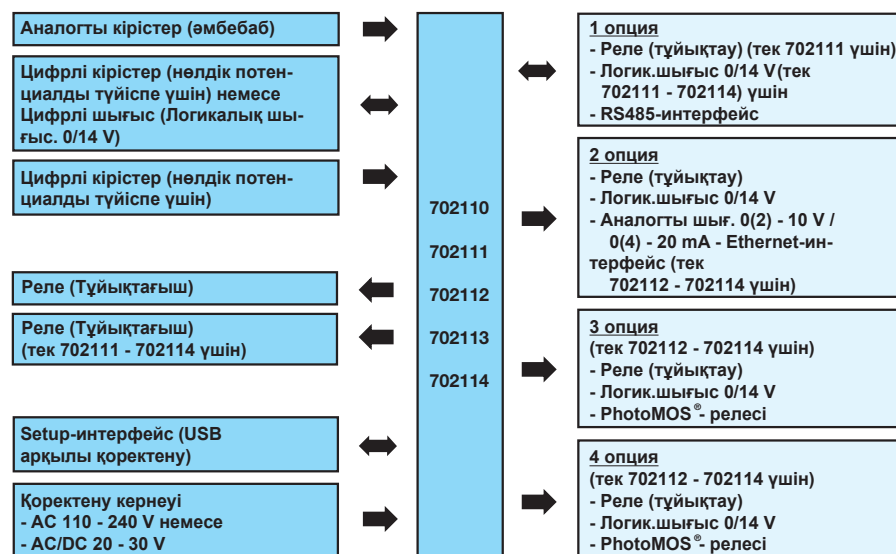 Аналогты кірістер (әмбебаб)
Цифрлі кірістер (нөлдік потен-
циалды түйіспе үшін) немесе
Цифрлі шығыс (Логикалық шы-
ғыс. 0/14 V)
Цифрлі кірістер (нөлдік потен-
циалды түйіспе үшін)
Реле (Тұйықтағыш)
Реле (Тұйықтағыш)
(тек 702111 - 702114 үшін)
Setup-интерфейс (USB
арқылы қоректену)
Қоректену кернеуі
- AC 110 - 240 V немесе
- AC/DC 20 - 30 V
702110
702111
702112
702113
702114
1 опция
- Реле (тұйықтау) (тек 702111 үшін)
- Логик.шығыс 0/14 V(тек
702111 - 702114) үшін
- RS485-интерфейс
2 опция
- Реле (тұйықтау)
- Логик.шығыс 0/14 V
- Аналогты шығ. 0(2) - 10 V /
0(4) - 20 mA - Ethernet-ин-
терфейс (тек
702112 - 702114 үшін)
3 опция
(тек 702112 - 702114 үшін)
- Реле (тұйықтау)
- Логик.шығыс 0/14 V
- PhotoMOS®- релесі
4 опция
(тек 702112 - 702114 үшін)
- Реле (тұйықтау)
- Логик.шығыс 0/14 V
- PhotoMOS®- релесі